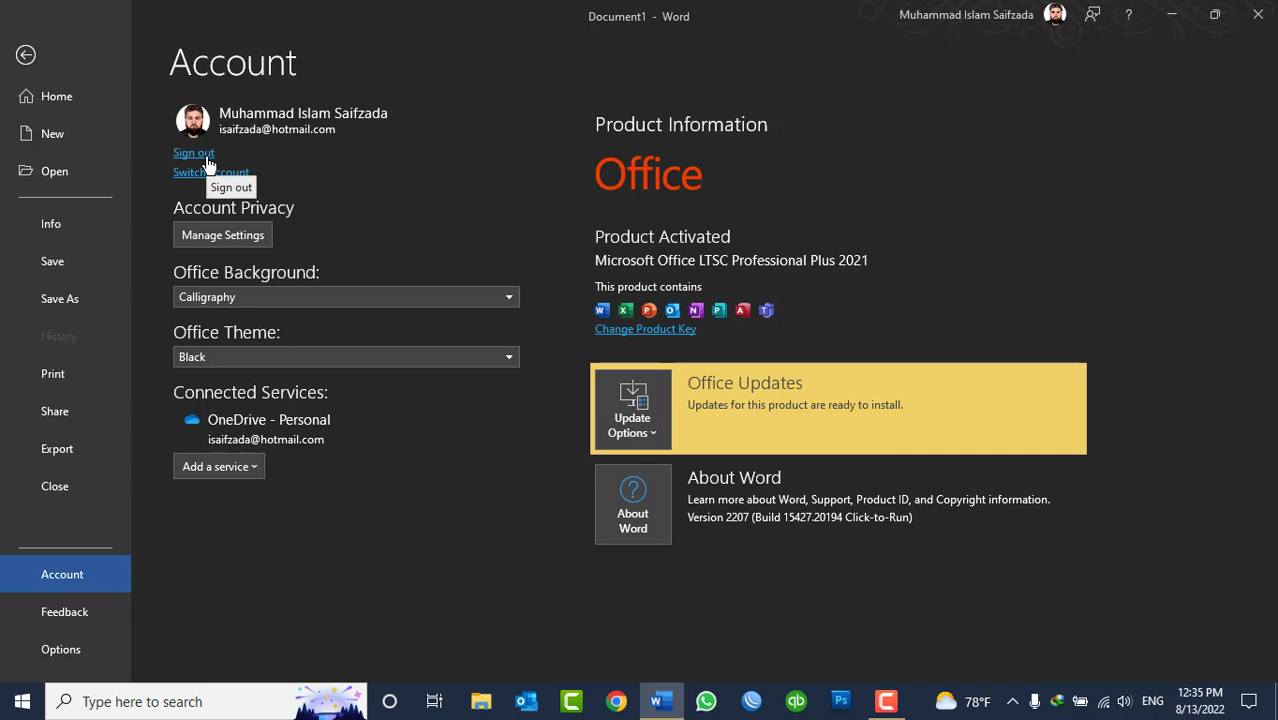 Document1 - Word
Muhammad Islam Saifzada
?
Home
New
Open
Info
Save
Save As
History
Print
Share
Export
Close
Account
Feedback
Options
Account
Muhammad Islam Saifzada
isaifzada@hotmail.com
Sign out
Switch account
Sign out
Account Privacy
Manage Settings
Office Background:
Calligraphy
Office Theme:
Black
Connected Services:
OneDrive - Personal
isaifzada@hotmail.com
Add a service
Product Information
Office
Product Activated
Microsoft Office LTSC Professional Plus 2021
This product contains
Change Product Key
Update
Options
Office Updates
Updates for this product are ready to install.
About
Word
About Word
Learn more about Word, Support, Product ID, and Copyright information.
Version 2207 (Build 15427.20194 Click-to-Run)
Type here to search
78°F
ENG
12:35 PM
8/13/2022